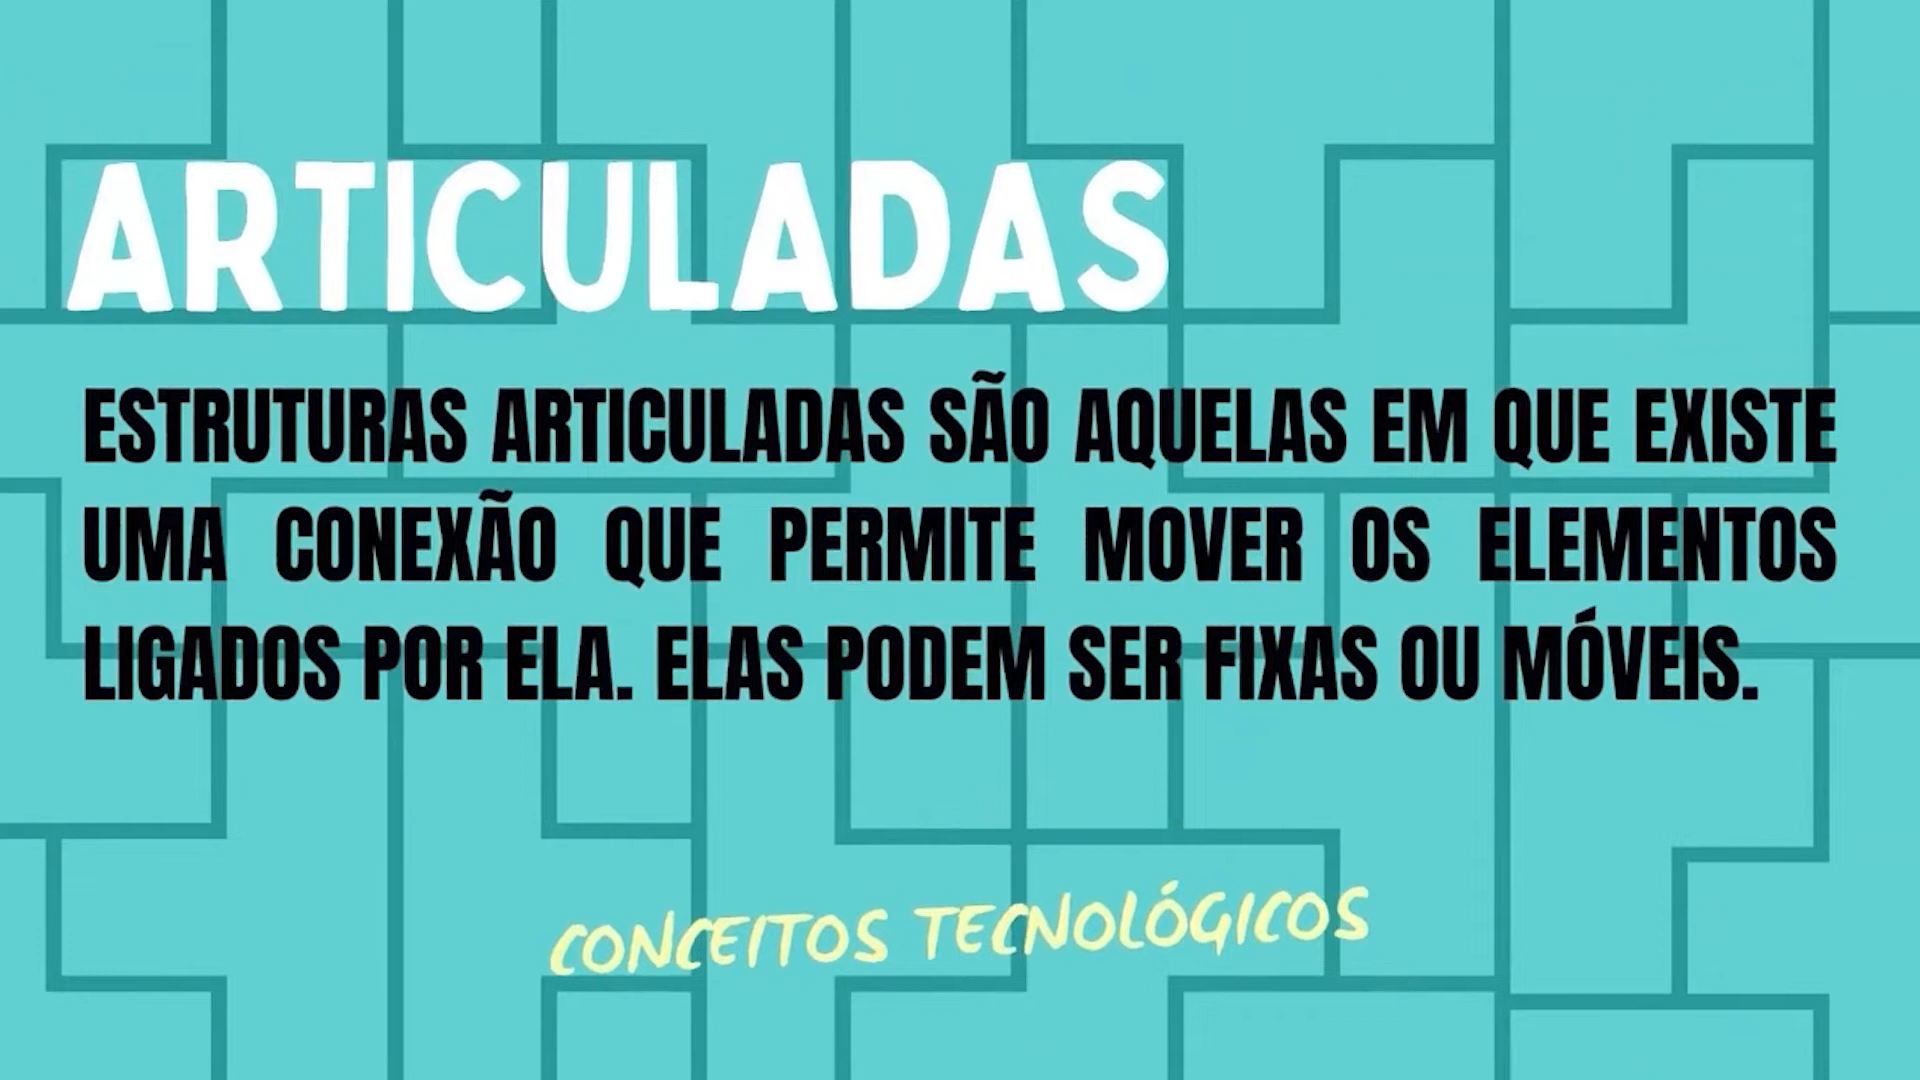 ARTICULADAS
ESTRUTURAS ARTICULADAS SÃO AQUELAS EM QUE EXISTE
UMA CONEXÃO QUE PERMITE MOVER OS ELEMENTOS
LIGADOS POR ELA. ELAS PODEM SER FIXAS OU MÓVEIS.
CONCEITOS TECNOLÓGICOS